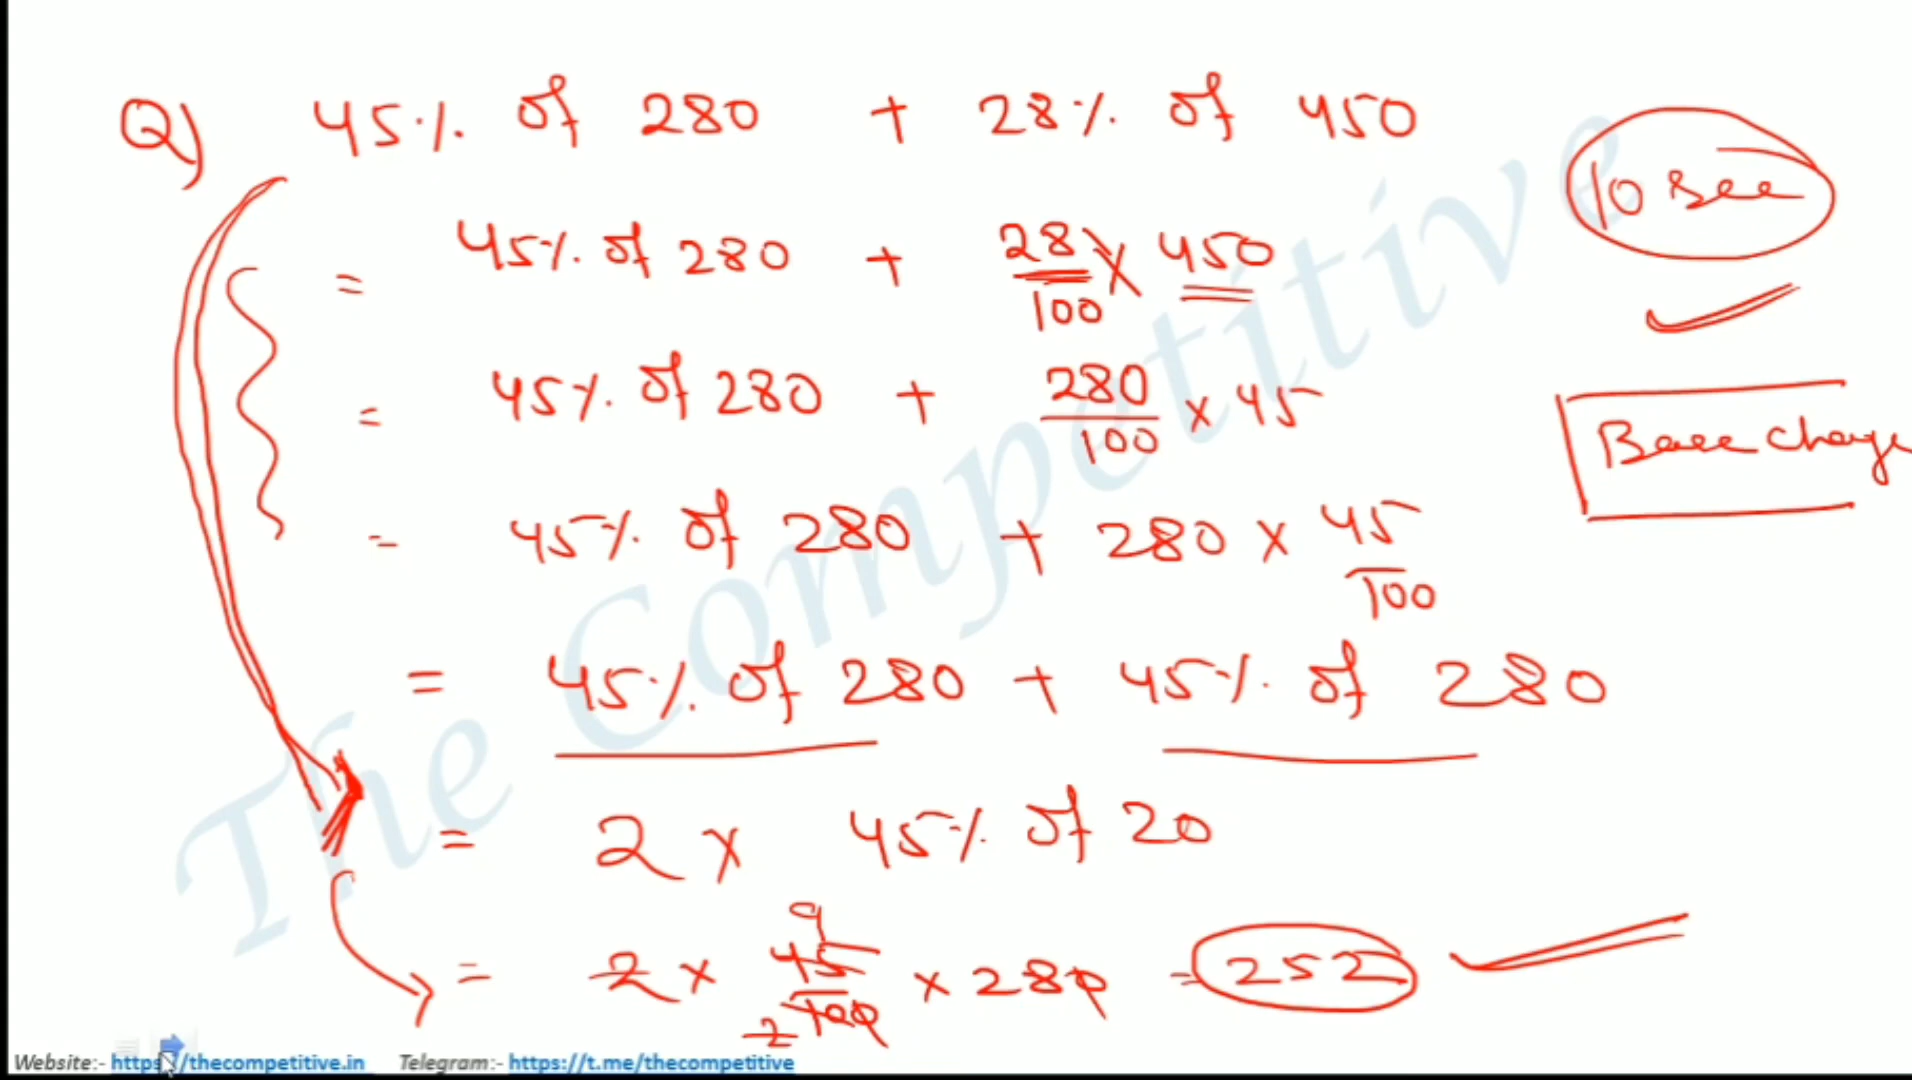 Q) 45% of 280 + 28% of 450
10 sec
= 45% of 280 + 28/100 × 450
= 45% of 280 + 280/100 × 45
Base change
= 45% of 280 + 280 × 45/100
= 45% of 280 + 45% of 280
= 2 × 45% of 20
= 2 × 45/100 × 280 = 252
9
2
The Competitive
Website:- https://thecompetitive.in Telegram:- https://t.me/thecompetitive